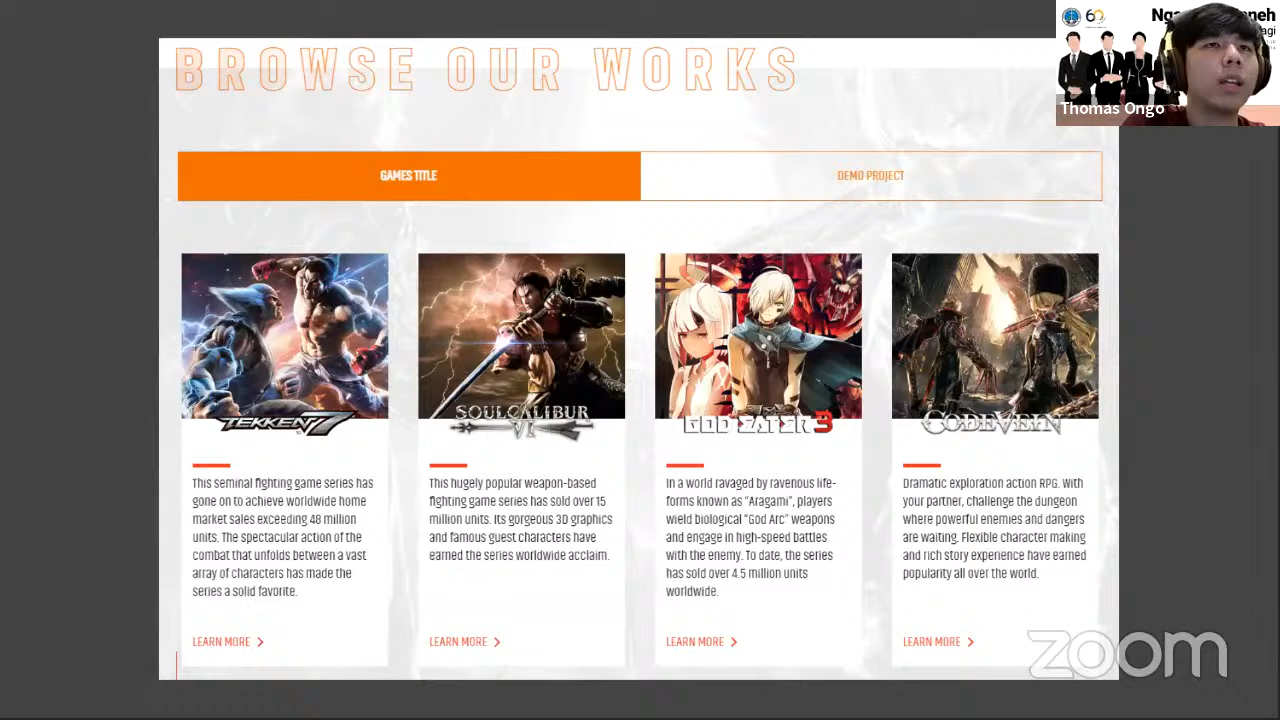 BROWSE OUR WORKS
60
Thomas Ongo
GAMES TITLE
DEMO PROJECT
TEKKEN 7
SOULCALIBUR
VI
GOD EATER 3
CODE VEIN
This seminal fighting game series has
gone on to achieve worldwide home
market sales exceeding 48 million
units. The spectacular action of the
combat that unfolds between a vast
array of characters has made the
series a solid favorite.
LEARN MORE >
This hugely popular weapon-based
fighting game series has sold over 15
million units. Its gorgeous 3D graphics
and famous guest characters have
earned the series worldwide acclaim.
LEARN MORE >
In a world ravaged by ravenous life-
forms known as "Aragami", players
wield biological "God Arc" weapons
and engage in high-speed battles
with the enemy. To date, the series
has sold over 4.5 million units
worldwide.
LEARN MORE >
Dramatic exploration action RPG. With
your partner, challenge the dungeon
where powerful enemies and dangers
are waiting. Flexible character making
and rich story experience have earned
popularity all over the world.
LEARN MORE >
zoom